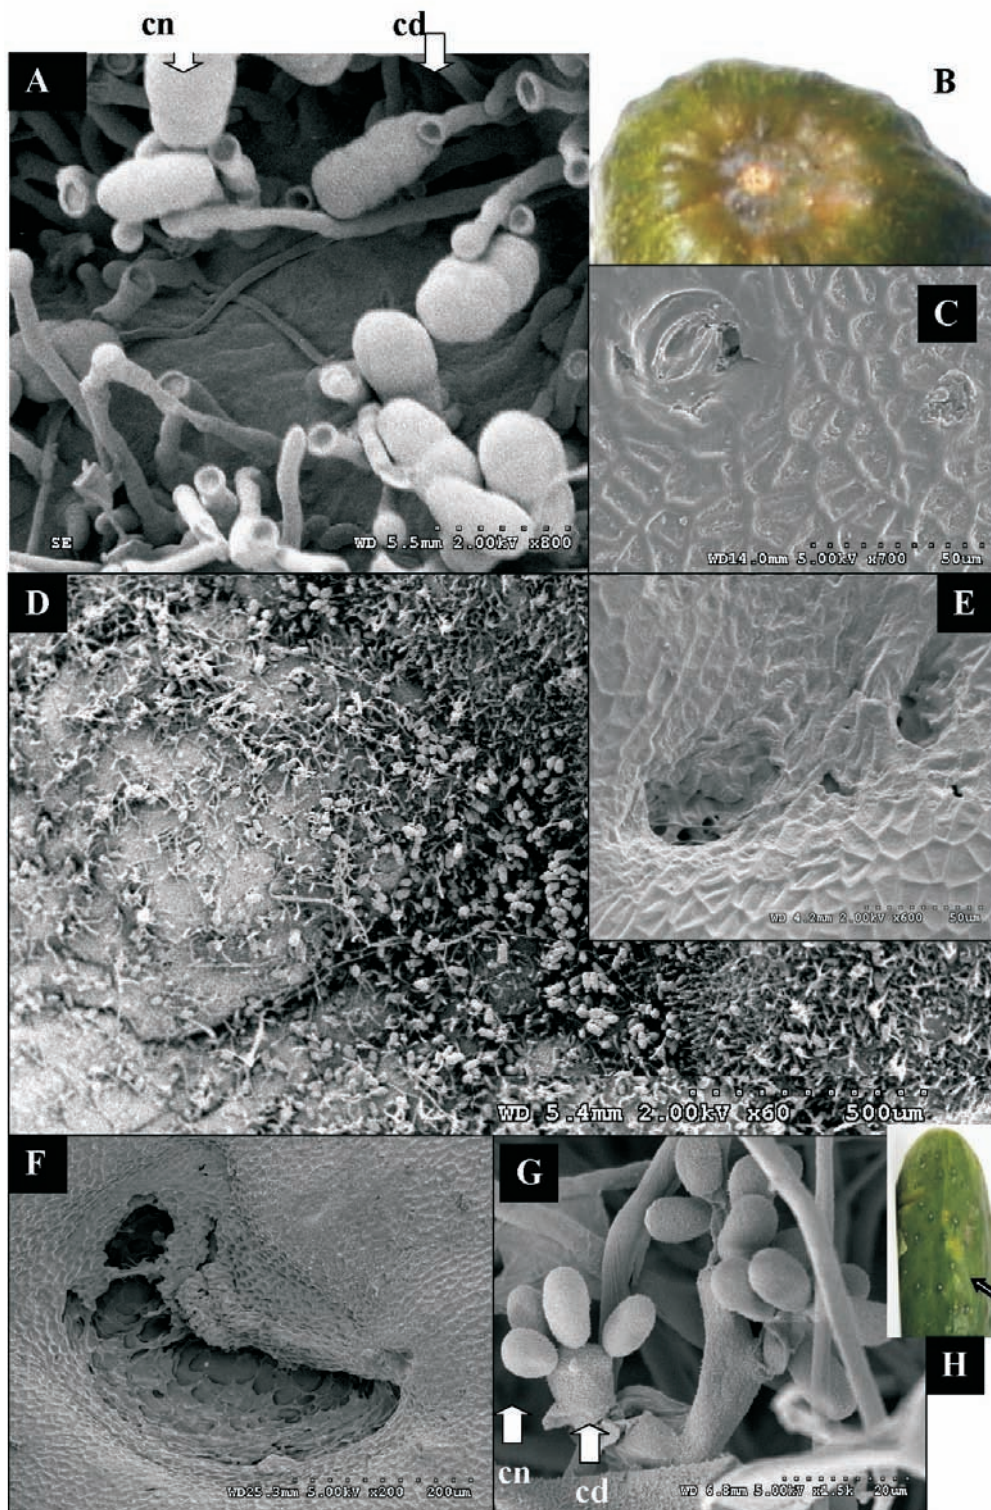 cn cd
A
B
C
SE WD 5.5mm 2.00kV x800
WD14.0mm 5.00kV x700 50um
D
E
WD 4.2mm 2.00kV x600 50um
WD 5.4mm 2.00kV x60 500um
F
G
H
cn
cd
WD25.3mm 5.00kV x200 200um
WD 6.8mm 5.00kV x1.5k 20um